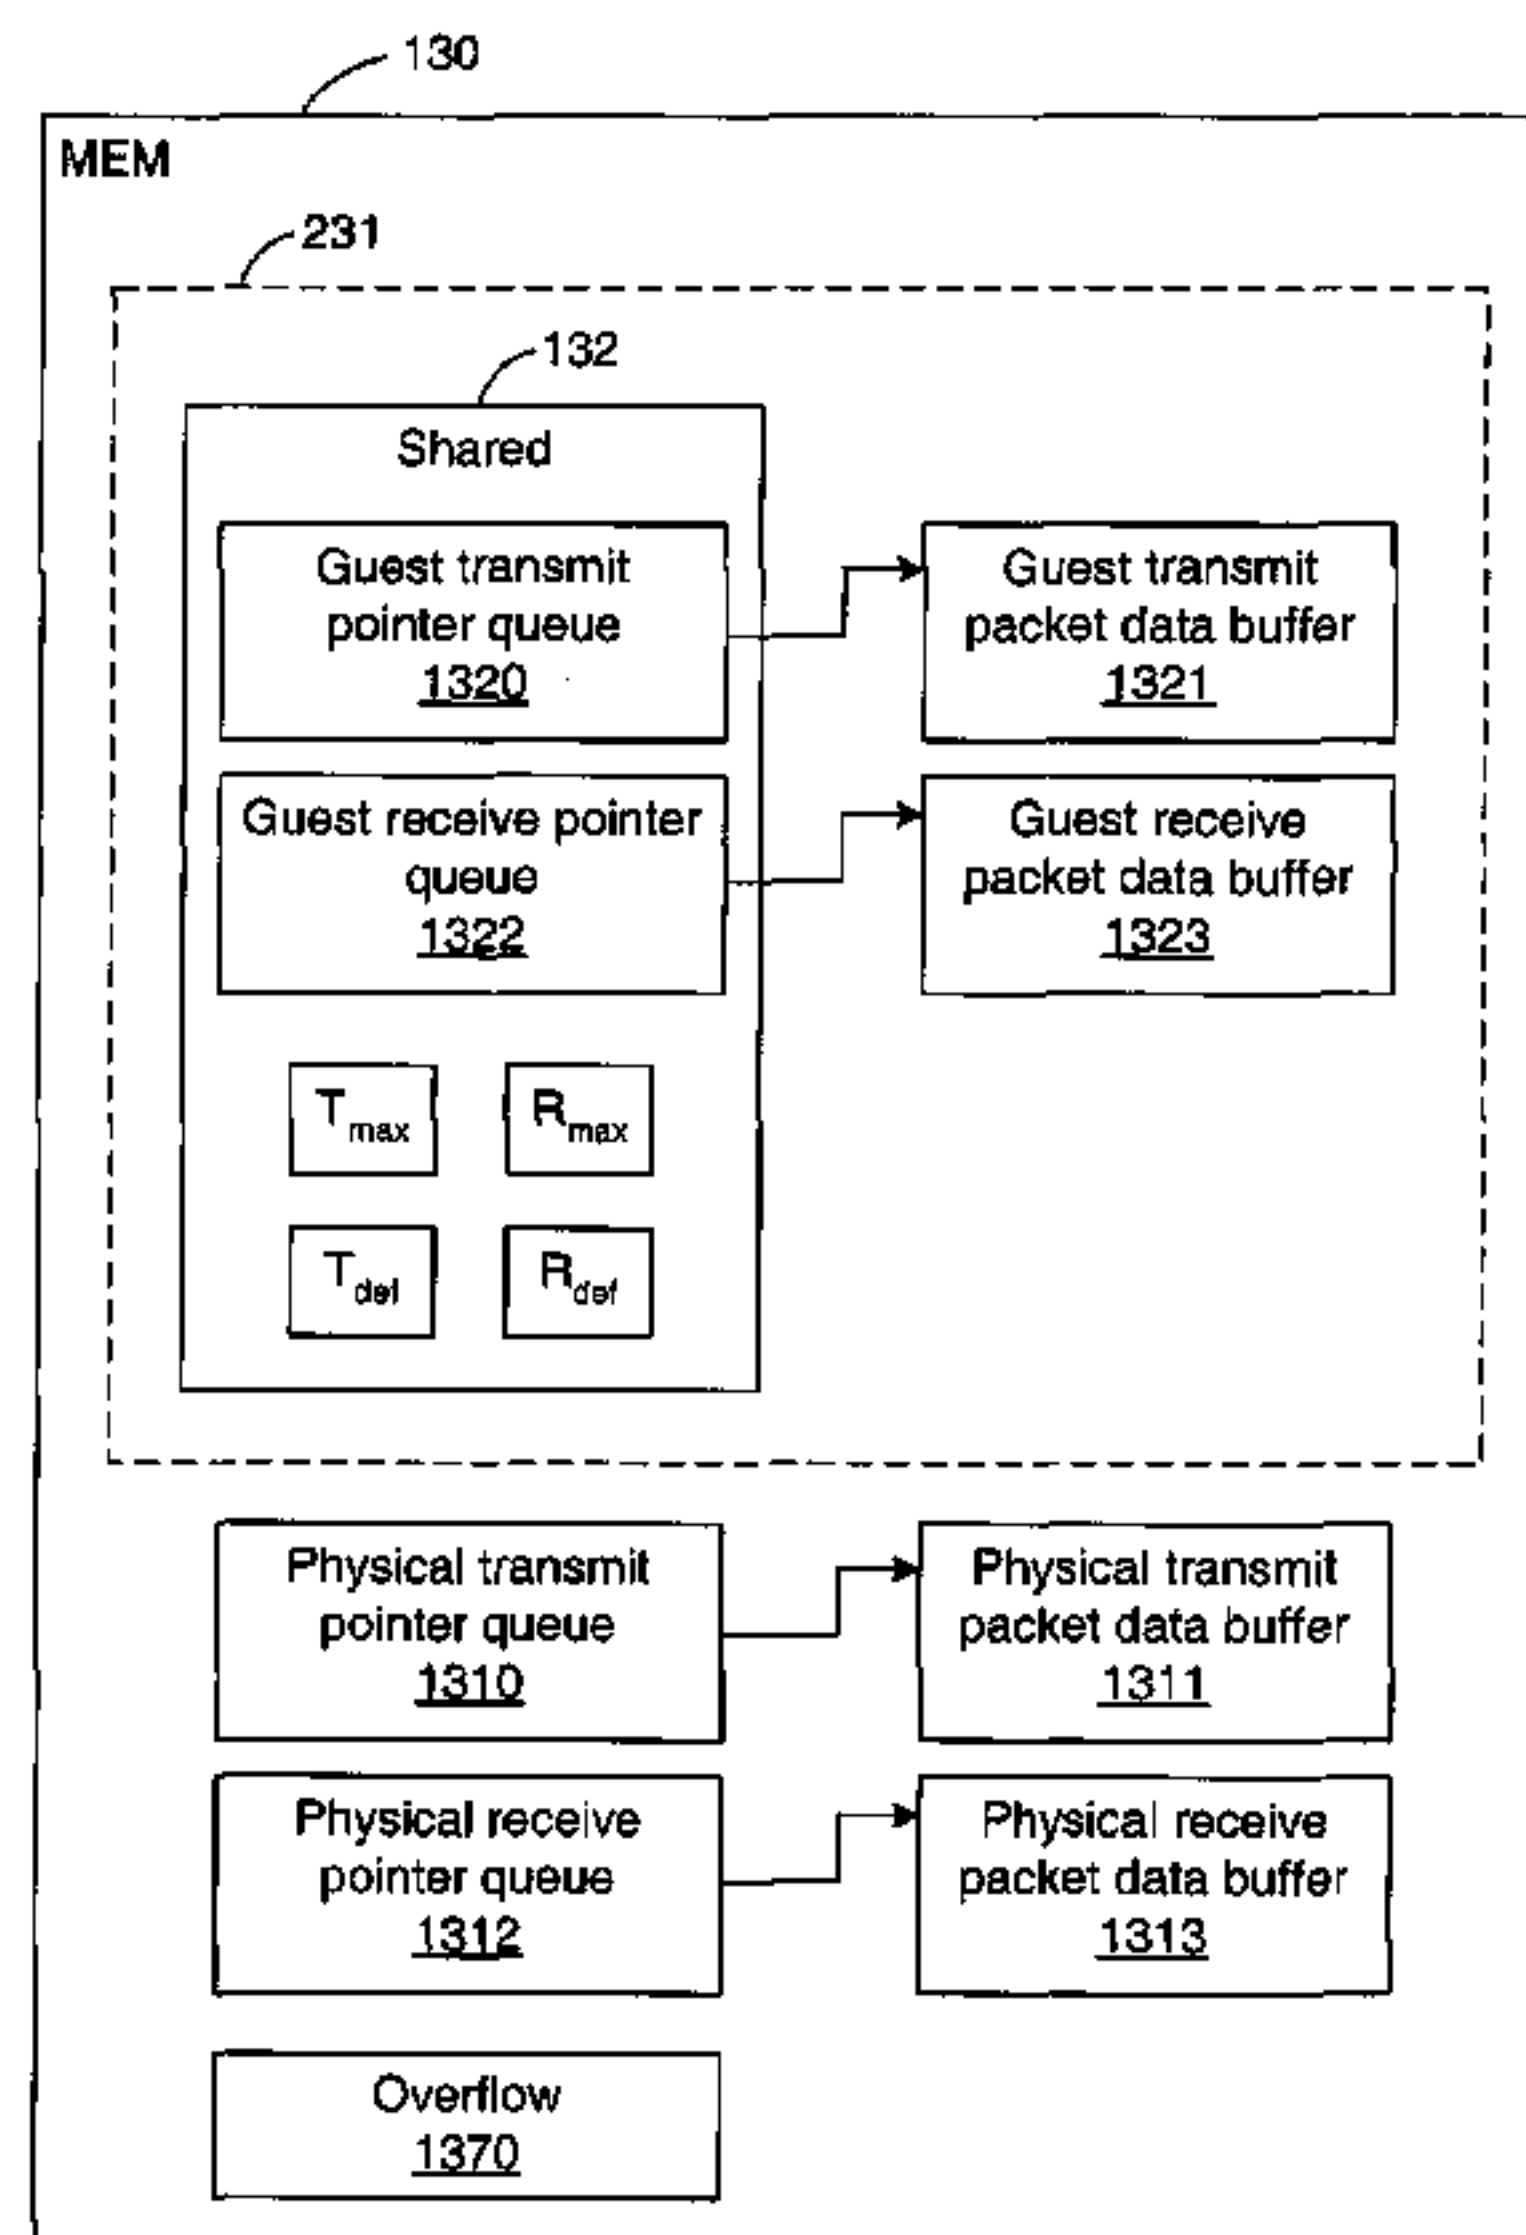 130
MEM
231
132
Shared
Guest transmit
pointer queue
1320
Guest transmit
packet data buffer
1321
Guest receive pointer
queue
1322
Guest receive
packet data buffer
1323
Tmax
Rmax
Tdef
Rdef
Physical transmit
pointer queue
1310
Physical transmit
packet data buffer
1311
Physical receive
pointer queue
1312
Physical receive
packet data buffer
1313
Overflow
1370